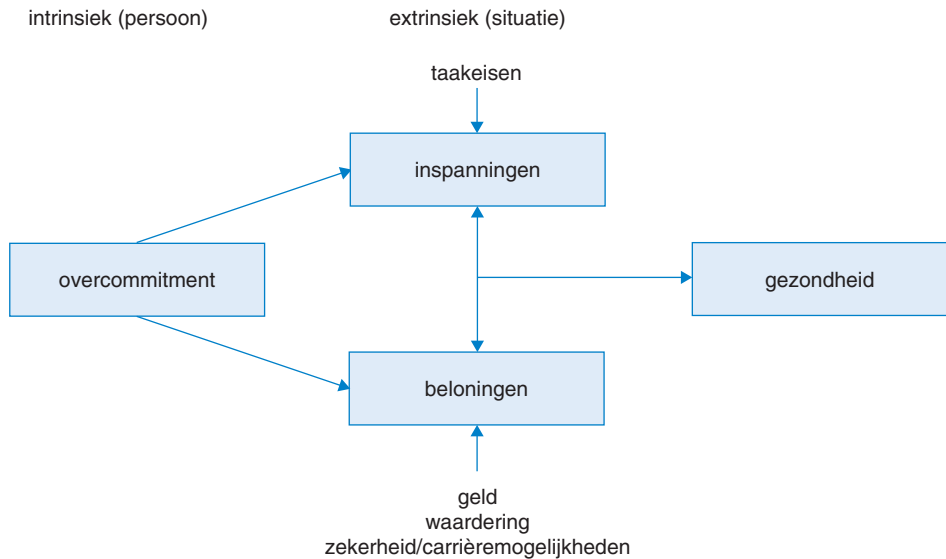 intrinsiek (persoon)
extrinsiek (situatie)
taakeisen
inspanningen
overcommitment
gezondheid
beloningen
geld
waardering
zekerheid/carrièremogelijkheden